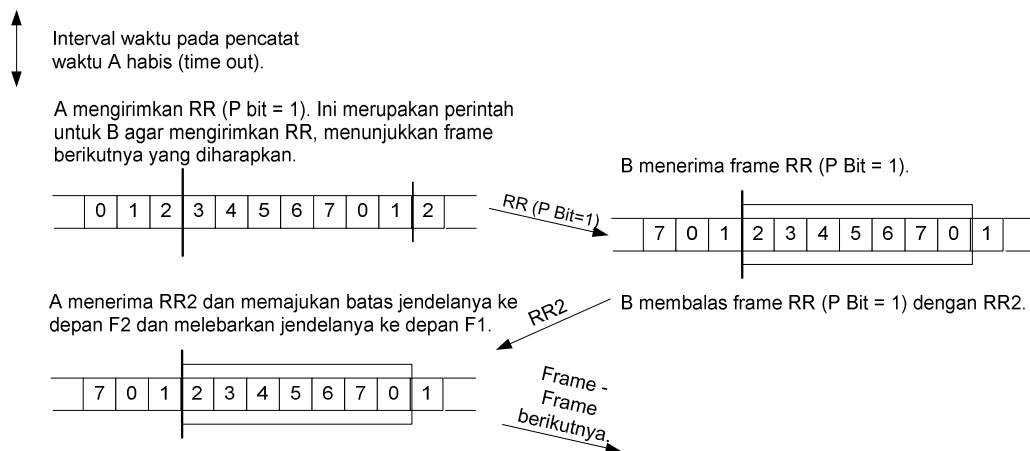 Interval waktu pada pencatat
waktu A habis (time out).
A mengirimkan RR (P bit = 1). Ini merupakan perintah
untuk B agar mengirimkan RR, menunjukkan frame
berikutnya yang diharapkan.
0 1 2 3 4 5 6 7 0 1 2
RR (P Bit=1)
B menerima frame RR (P Bit = 1).
7 0 1 2 3 4 5 6 7 0 1
B membalas frame RR (P Bit = 1) dengan RR2.
RR2
A menerima RR2 dan memajukan batas jendelanya ke
depan F2 dan melebarkan jendelanya ke depan F1.
7 0 1 2 3 4 5 6 7 0 1
Frame -
Frame
berikutnya.